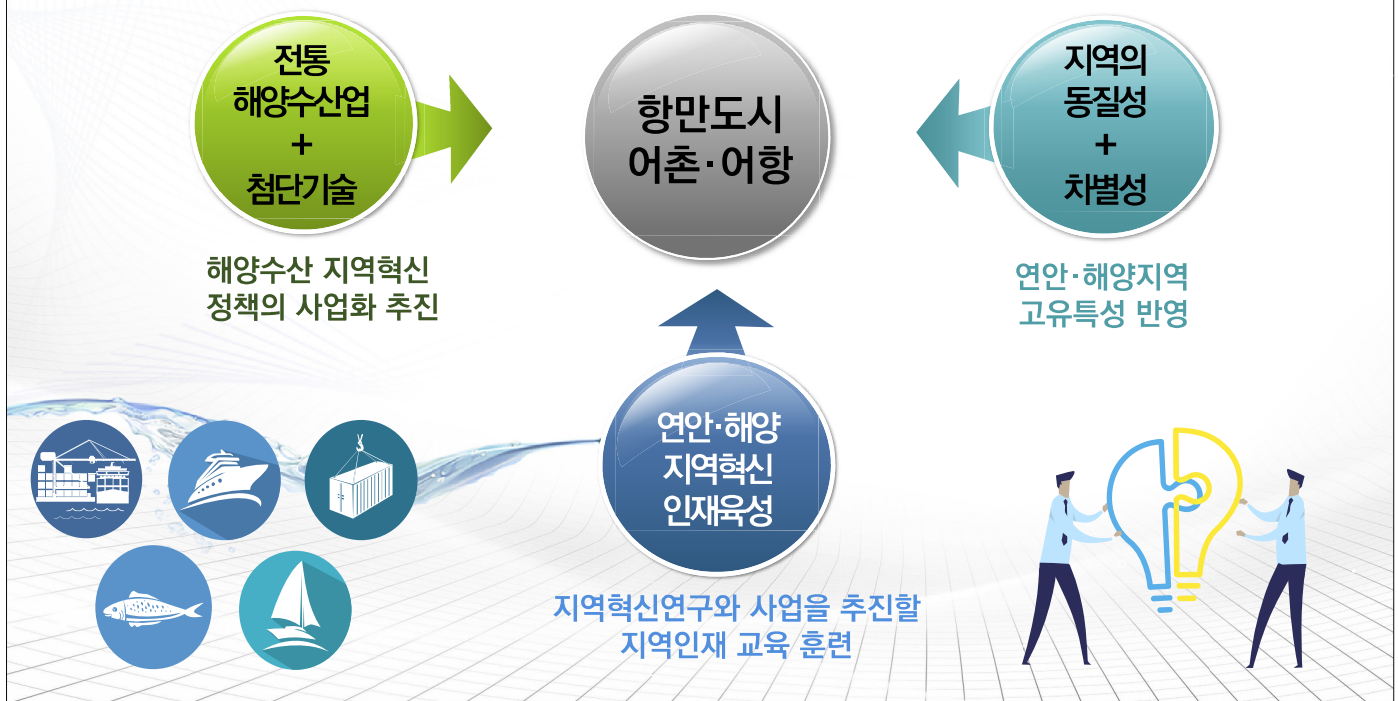 전통
해양수산업
+
첨단기술
해양수산 지역혁신
정책의 사업화 추진
항만도시
어촌·어항
지역의
동질성
+
차별성
연안·해양지역
고유특성 반영
연안·해양
지역혁신
인재육성
지역혁신연구와 사업을 추진할
지역인재 교육 훈련